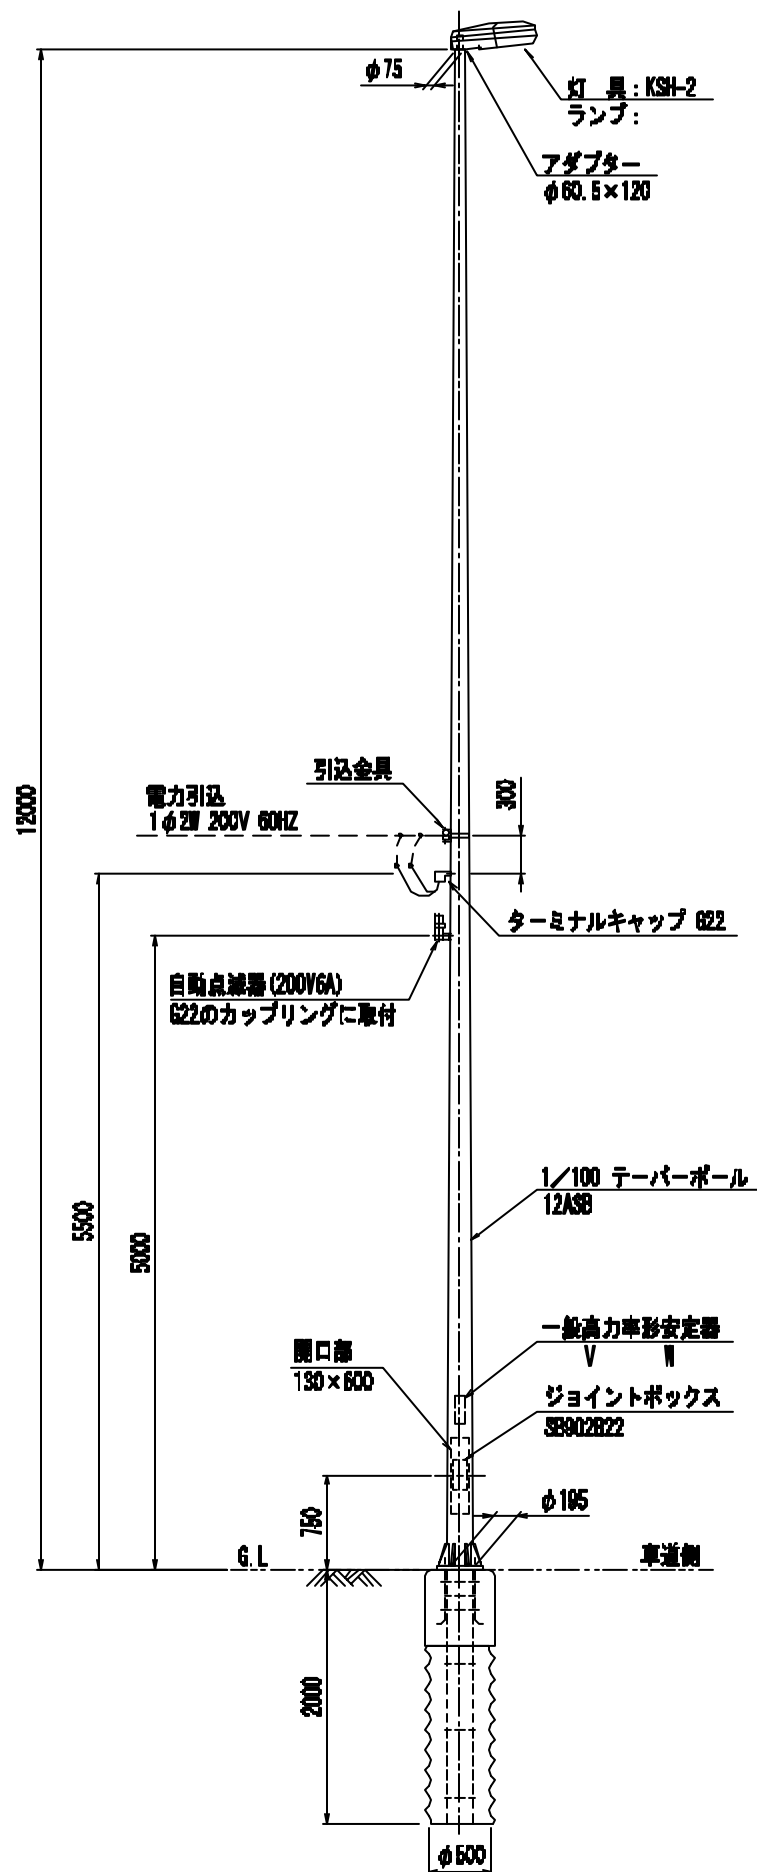 φ75
灯　具：KSH-2
ランプ：
アダプター
φ60.5×120
12000
引込金具
300
電力引込
1φ2W 200V 60HZ
ターミナルキャップ G22
自動点滅器(200V6A)
G22のカップリングに取付
5500
5000
1／100 テーパーポール
12ASB
開口部
130×600
一般高力率形安定器
V　W
ジョイントボックス
SB902B22
φ195
750
G.L
車道側
2000
φ500